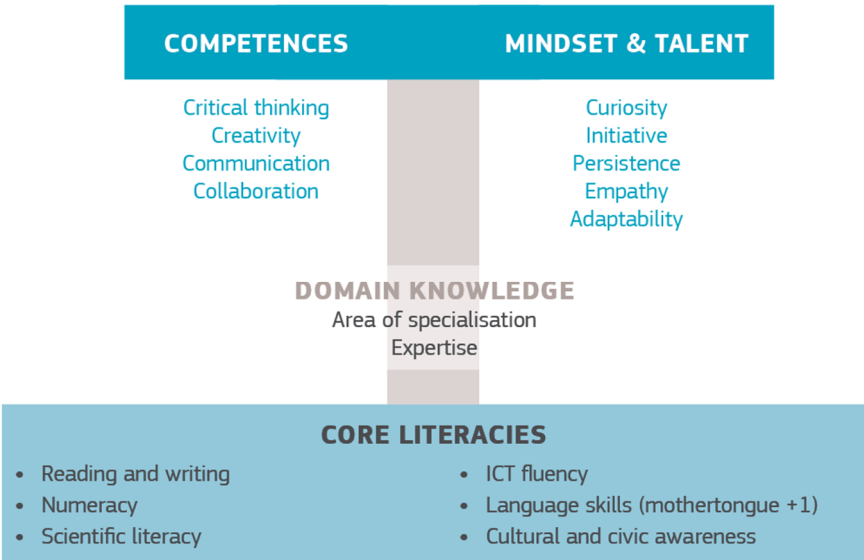 COMPETENCES
Critical thinking
Creativity
Communication
Collaboration
MINDSET & TALENT
Curiosity
Initiative
Persistence
Empathy
Adaptability
DOMAIN KNOWLEDGE
Area of specialisation
Expertise
CORE LITERACIES
• Reading and writing
• Numeracy
• Scientific literacy
• ICT fluency
• Language skills (mothertongue +1)
• Cultural and civic awareness